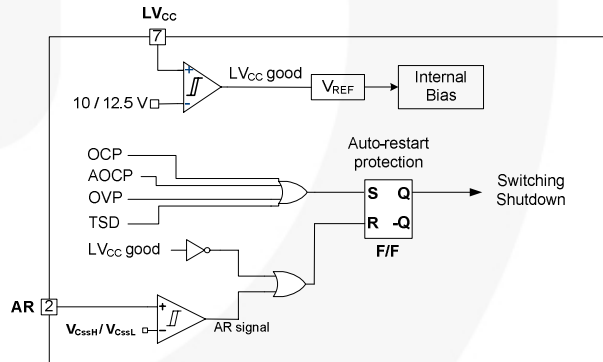 LVCC
7
LVCC good
10 / 12.5 V
+
-
VREF
Internal
Bias
OCP
AOCP
OVP
TSD
Auto-restart
protection
S Q
R -Q
F/F
Switching
Shutdown
LVCC good
AR 2
+
-
VCssH / VCssL
AR signal